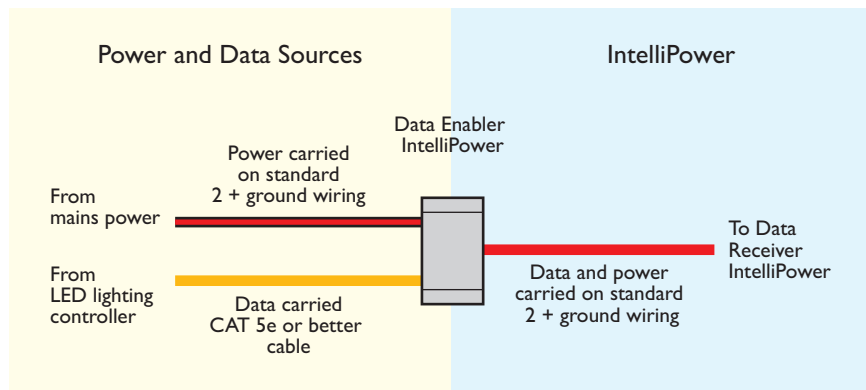 Power and Data Sources
IntelliPower
Data Enabler
IntelliPower
Power carried
on standard
2 + ground wiring
From
mains power
To Data
Receiver
IntelliPower
From
LED lighting
controller
Data carried
CAT 5e or better
cable
Data and power
carried on standard
2 + ground wiring